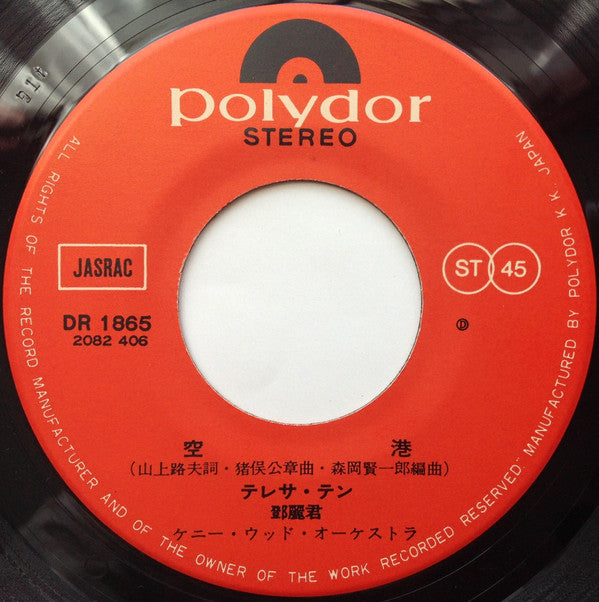 polydor
STEREO
JASRAC
ST 45
DR 1865
2082 406
Ⓟ
空港
(山上路夫詞・猪俣公章曲・森岡賢一郎編曲)
テレサ・テン
鄧麗君
ケニー・ウッド・オーケストラ
ALL RIGHTS OF THE RECORD MANUFACTURER AND OF THE OWNER OF THE WORK RECORDED RESERVED. MANUFACTURED BY POLYDOR K. K. JAPAN